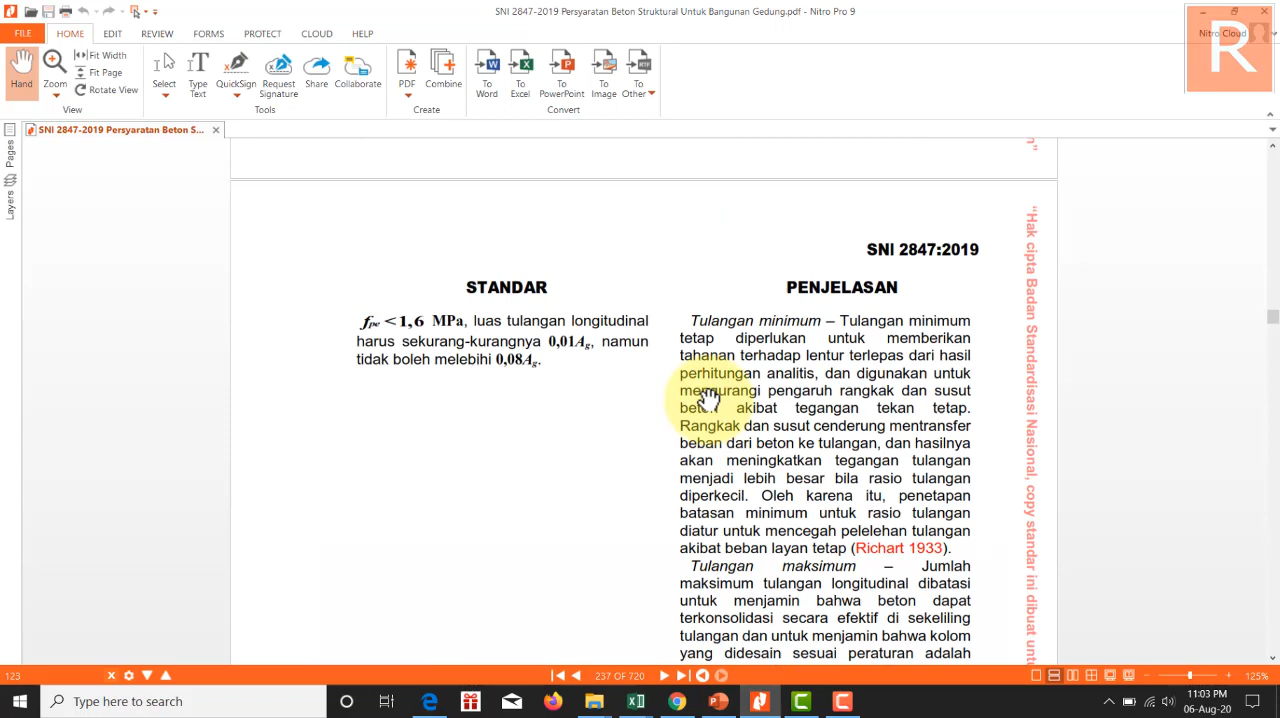 SNI 2847-2019 Persyaratan Beton Struktural Untuk Bangunan Gedung.pdf - Nitro Pro 9
FILE HOME EDIT REVIEW FORMS PROTECT CLOUD HELP
Nitro Cloud
R
Hand
Zoom
Fit Width
Fit Page
Rotate View
View
Select
Type Text
QuickSign
Request Signature
Share
Collaborate
Tools
PDF
Combine
Create
To Word
To Excel
To PowerPoint
To Image
To Other
Convert
SNI 2847-2019 Persyaratan Beton S...
Pages
Layers
SNI 2847:2019
STANDAR
fpe < 1,6 MPa, luas tulangan longitudinal
harus sekurang-kurangnya 0,01Ag, namun
tidak boleh melebihi 0,08Ag.
PENJELASAN
Tulangan minimum – Tulangan minimum
tetap diperlukan untuk memberikan
tahanan terhadap lentur terlepas dari hasil
perhitungan analitis, dan digunakan untuk
mengurangi pengaruh rangkak dan susut
beton akibat tegangan tekan tetap.
Rangkak dan susut cenderung mentransfer
beban dari beton ke tulangan, dan hasilnya
akan meningkatkan tegangan tulangan
menjadi lebih besar bila rasio tulangan
diperkecil. Oleh karena itu, penetapan
batasan minimum untuk rasio tulangan
diatur untuk mencegah pelelehan tulangan
akibat beban layan tetap (Richart 1933).
Tulangan maksimum – Jumlah
maksimum tulangan longitudinal dibatasi
untuk menjamin bahwa beton dapat
terkonsolidasi secara efektif di sekeliling
tulangan dan untuk menjamin bahwa kolom
yang didesain sesuai peraturan adalah
"Hak cipta Badan Standardisasi Nasional, copy standar ini dibuat untu
123
237 OF 720
125%
Type here to search
11:03 PM
06-Aug-20